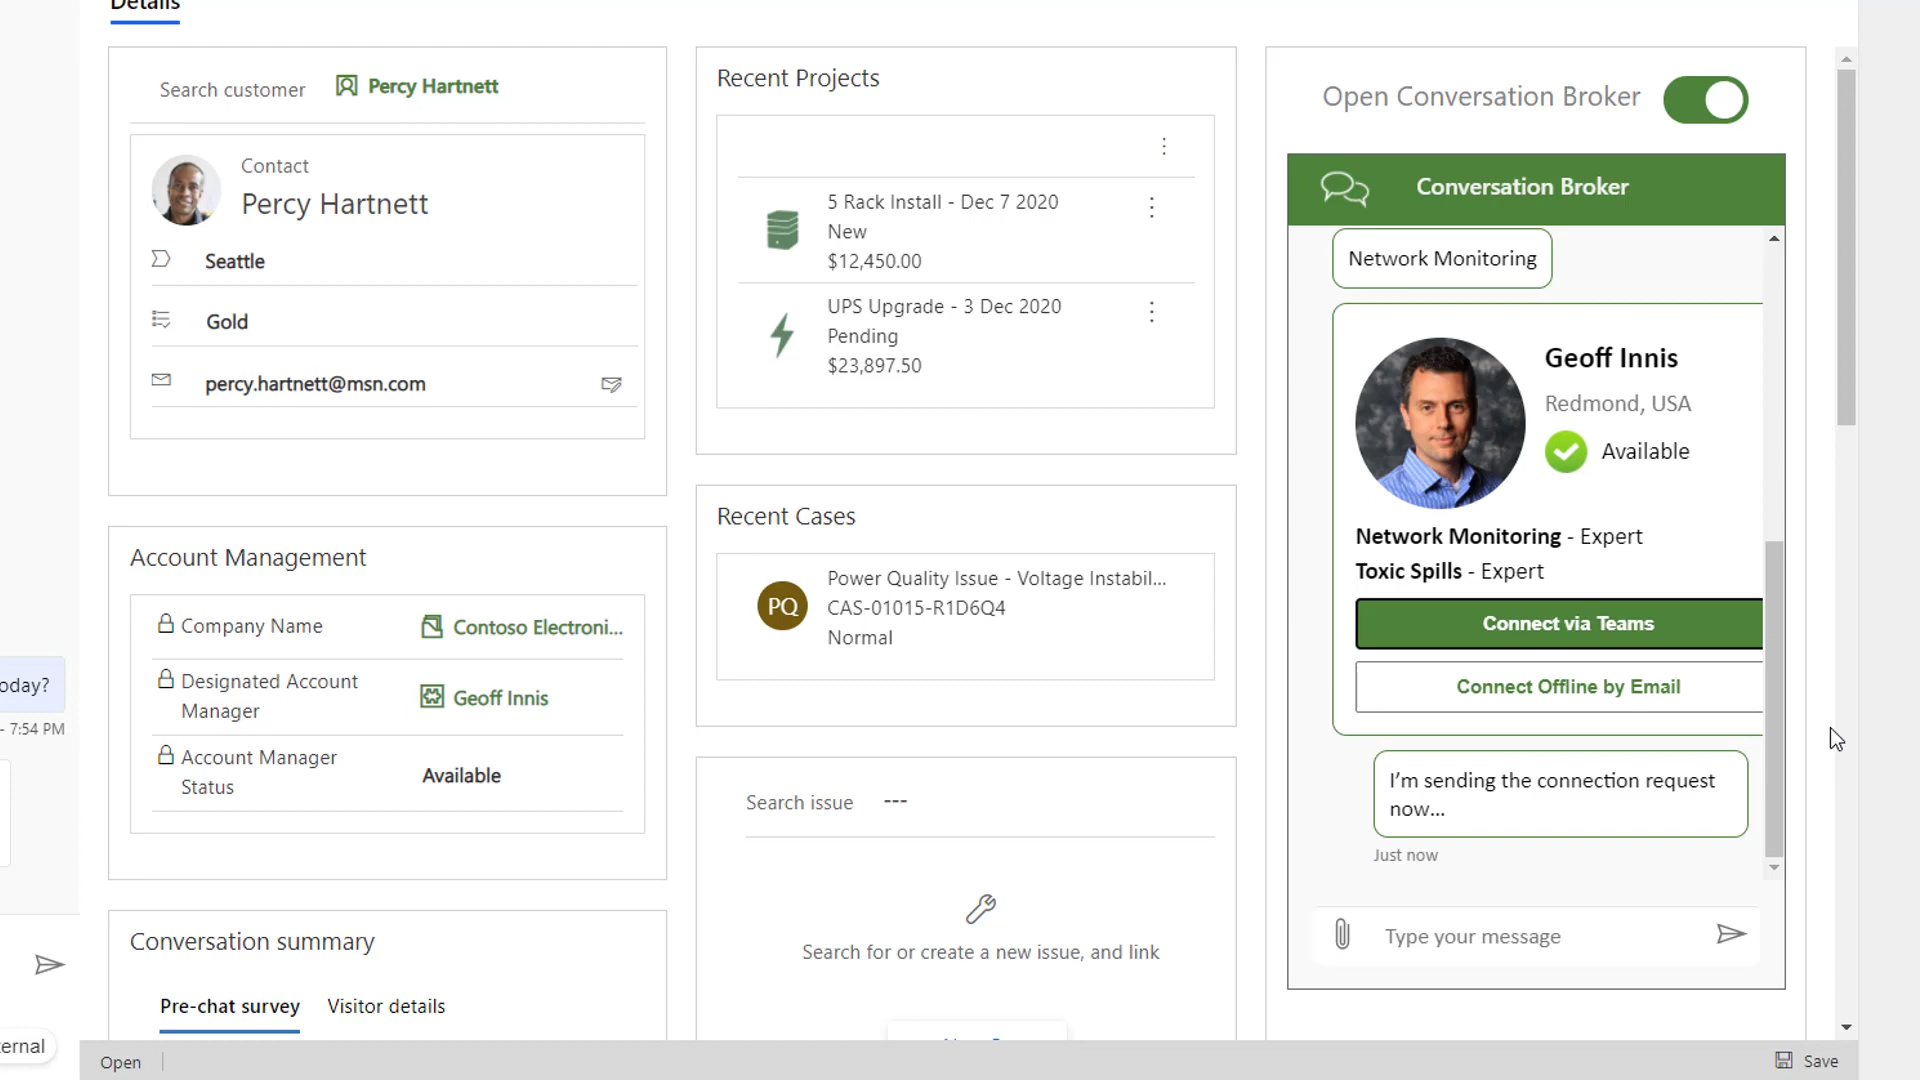 Details
Search customer
Percy Hartnett
Contact
Percy Hartnett
Seattle
Gold
percy.hartnett@msn.com
Account Management
Company Name
Contoso Electroni...
Designated Account
Manager
Geoff Innis
Account Manager
Status
Available
Conversation summary
Pre-chat survey
Visitor details
Recent Projects
5 Rack Install - Dec 7 2020
New
$12,450.00
UPS Upgrade - 3 Dec 2020
Pending
$23,897.50
Recent Cases
PQ
Power Quality Issue - Voltage Instabil...
CAS-01015-R1D6Q4
Normal
Search issue
---
Search for or create a new issue, and link
Open Conversation Broker
Conversation Broker
Network Monitoring
Geoff Innis
Redmond, USA
Available
Network Monitoring - Expert
Toxic Spills - Expert
Connect via Teams
Connect Offline by Email
I'm sending the connection request
now...
Just now
Type your message
oday?
- 7:54 PM
ternal
Open
Save